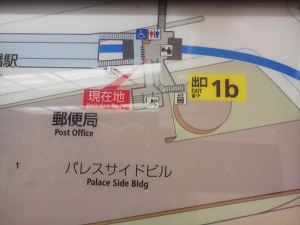 橋駅
現在地
出口
EXIT
1b
郵便局
Post Office
1
パレスサイドビル
Palace Side Bldg